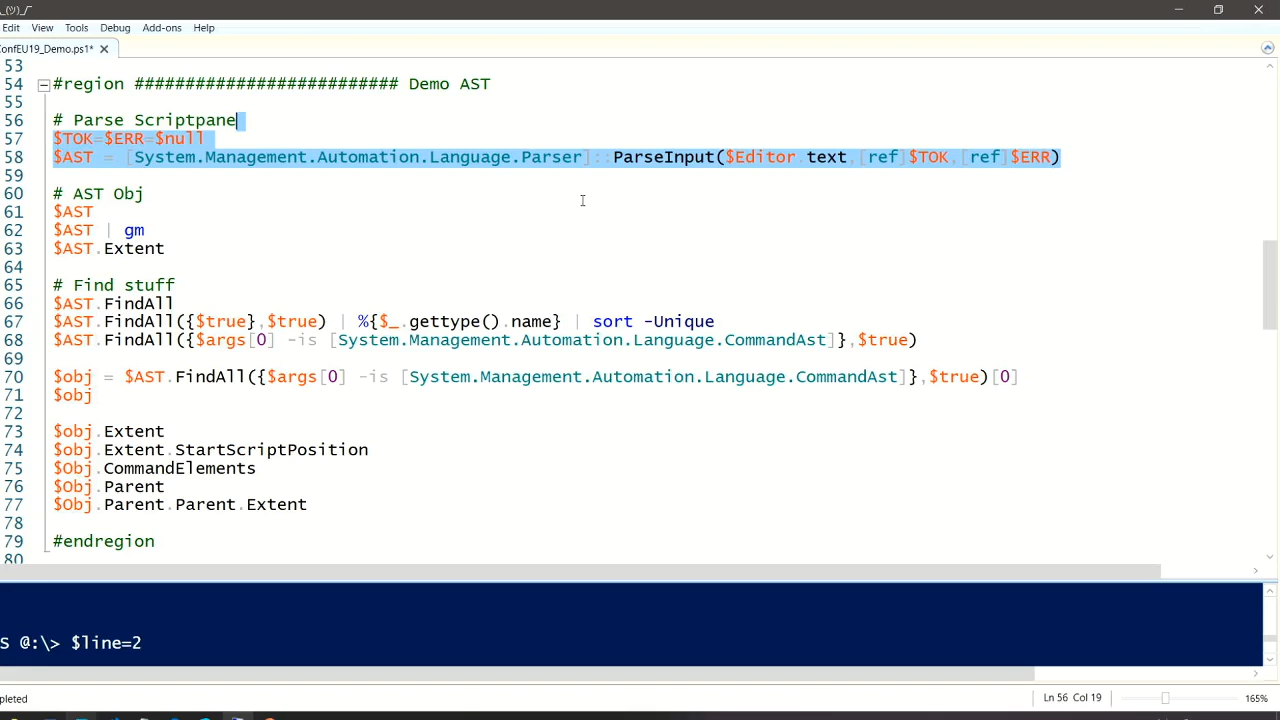 _(ツ)_/¯
Edit View Tools Debug Add-ons Help
ConfEU19_Demo.ps1*
53
54 #region ########################## Demo AST
55
56 # Parse Scriptpane
57 $TOK=$ERR=$null
58 $AST = [System.Management.Automation.Language.Parser]::ParseInput($Editor.text,[ref]$TOK,[ref]$ERR)
59
60 # AST Obj
61 $AST
62 $AST | gm
63 $AST.Extent
64
65 # Find stuff
66 $AST.FindAll
67 $AST.FindAll({$true},$true) | %{$_.gettype().name} | sort -Unique
68 $AST.FindAll({$args[0] -is [System.Management.Automation.Language.CommandAst]},$true)
69
70 $obj = $AST.FindAll({$args[0] -is [System.Management.Automation.Language.CommandAst]},$true)[0]
71 $obj
72
73 $obj.Extent
74 $obj.Extent.StartScriptPosition
75 $Obj.CommandElements
76 $Obj.Parent
77 $Obj.Parent.Parent.Extent
78
79 #endregion
80
S @:\> $line=2
pleted
Ln 56 Col 19
165%